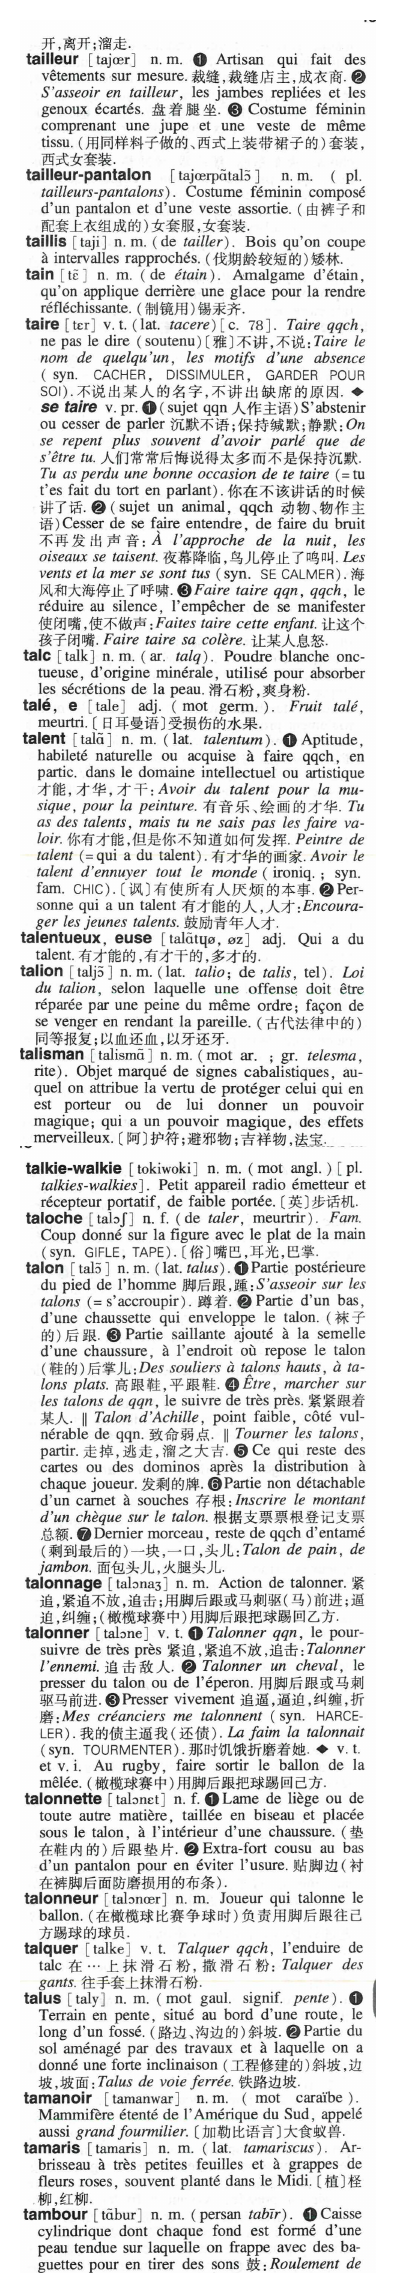 开,离开;溜走.
tailleur [tajœr] n. m. ❶ Artisan qui fait des
vêtements sur mesure. 裁缝,裁缝店主,成衣商. ❷
S'asseoir en tailleur, les jambes repliées et les
genoux écartés. 盘着腿坐. ❸ Costume féminin
comprenant une jupe et une veste de même
tissu. (用同样料子做的、西式上装带裙子的)套装,
西式女套装.
tailleur-pantalon [tajœrpɑ̃talɔ̃] n. m. ( pl.
tailleurs-pantalons). Costume féminin composé
d'un pantalon et d'une veste assortie. (由裤子和
配套上衣组成的)女套服,女套装.
taillis [taji] n. m. (de tailler). Bois qu'on coupe
à intervalles rapprochés. (伐期龄较短的)矮林.
tain [tɛ̃] n. m. (de étain). Amalgame d'étain,
qu'on applique derrière une glace pour la rendre
réfléchissante. (制镜用)锡汞齐.
taire [tɛr] v. t. (lat. tacere) [c. 78]. Taire qqch,
ne pas le dire (soutenu)〔雅〕不讲,不说: Taire le
nom de quelqu'un, les motifs d'une absence
( syn. CACHER, DISSIMULER, GARDER POUR
SOI). 不说出某人的名字,不讲出缺席的原因. ◆
se taire v. pr. ❶ (sujet qqn 人作主语) S'abstenir
ou cesser de parler 沉默不语;保持缄默;静默: On
se repent plus souvent d'avoir parlé que de
s'être tu. 人们常常后悔说得太多而不是保持沉默.
Tu as perdu une bonne occasion de te taire (= tu
t'es fait du tort en parlant). 你在不该讲话的时候
讲了话. ❷ (sujet un animal, qqch 动物、物作主
语) Cesser de se faire entendre, de faire du bruit
不再发出声音: À l'approche de la nuit, les
oiseaux se taisent. 夜幕降临,鸟儿停止了鸣叫. Les
vents et la mer se sont tus (syn. SE CALMER). 海
风和大海停止了呼啸. ❸ Faire taire qqn, qqch, le
réduire au silence, l'empêcher de se manifester
使闭嘴,使不做声: Faites taire cette enfant. 让这个
孩子闭嘴. Faire taire sa colère. 让某人息怒.
talc [talk] n. m. (ar. talq). Poudre blanche onc-
tueuse, d'origine minérale, utilisé pour absorber
les sécrétions de la peau. 滑石粉,爽身粉.
talé, e [tale] adj. ( mot germ. ). Fruit talé,
meurtri. 〔日耳曼语〕受损伤的水果.
talent [talɑ̃] n. m. (lat. talentum). ❶ Aptitude,
habileté naturelle ou acquise à faire qqch, en
partic. dans le domaine intellectuel ou artistique
才能,才华,才干: Avoir du talent pour la mu-
sique, pour la peinture. 有音乐、绘画的才华. Tu
as des talents, mais tu ne sais pas les faire va-
loir. 你有才能,但是你不知道如何发挥. Peintre de
talent (= qui a du talent). 有才华的画家. Avoir le
talent d'ennuyer tout le monde ( ironiq. ; syn.
fam. CHIC). 〔讽〕有使所有人厌烦的本事. ❷ Per-
sonne qui a un talent 有才能的人,人才: Encoura-
ger les jeunes talents. 鼓励青年人才.
talentueux, euse [talɑ̃tɥø, øz] adj. Qui a du
talent. 有才能的,有才干的,多才的.
talion [taljɔ̃] n. m. (lat. talio; de talis, tel). Loi
du talion, selon laquelle une offense doit être
réparée par une peine du même ordre; façon de
se venger en rendant la pareille. (古代法律中的)
同等报复;以血还血,以牙还牙.
talisman [talismɑ̃] n. m. (mot ar. ; gr. telesma,
rite). Objet marqué de signes cabalistiques, au-
quel on attribue la vertu de protéger celui qui en
est porteur ou de lui donner un pouvoir
magique; qui a un pouvoir magique, des effets
merveilleux. 〔阿〕护符;避邪物;吉祥物,法宝.
talkie-walkie [tokiwoki] n. m. (mot angl. ) [pl.
talkies-walkies]. Petit appareil radio émetteur et
récepteur portatif, de faible portée. 〔英〕步话机.
taloche [talɔʃ] n. f. (de taler, meurtrir). Fam.
Coup donné sur la figure avec le plat de la main
(syn. GIFLE, TAPE). 〔俗〕嘴巴,耳光,巴掌.
talon [talɔ̃] n. m. (lat. talus). ❶ Partie postérieure
du pied de l'homme 脚后跟,踵: S'asseoir sur les
talons (= s'accroupir). 蹲着. ❷ Partie d'un bas,
d'une chaussette qui enveloppe le talon. (袜子
的)后跟. ❸ Partie saillante ajouté à la semelle
d'une chaussure, à l'endroit où repose le talon
(鞋的)后掌儿: Des souliers à talons hauts, à ta-
lons plats. 高跟鞋,平跟鞋. ❹ Être, marcher sur
les talons de qqn, le suivre de très près. 紧紧跟着
某人. ‖ Talon d'Achille, point faible, côté vul-
nérable de qqn. 致命弱点. ‖ Tourner les talons,
partir. 走掉,逃走,溜之大吉. ❺ Ce qui reste des
cartes ou des dominos après la distribution à
chaque joueur. 发剩的牌. ❻ Partie non détachable
d'un carnet à souches 存根: Inscrire le montant
d'un chèque sur le talon. 根据支票票根登记支票
总额. ❼ Dernier morceau, reste de qqch d'entamé
(剩到最后的)一块,一口,头儿: Talon de pain, de
jambon. 面包头儿,火腿头儿.
talonnage [talɔnaʒ] n. m. Action de talonner. 紧
追,紧追不放,追击;用脚后跟或马刺驱(马)前进;逼
追,纠缠;(橄榄球赛中)用脚后跟把球踢回乙方.
talonner [talɔne] v. t. ❶ Talonner qqn, le pour-
suivre de très près 紧追,紧追不放,追击: Talonner
l'ennemi. 追击敌人. ❷ Talonner un cheval, le
presser du talon ou de l'éperon. 用脚后跟或马刺
驱马前进. ❸ Presser vivement 追逼,逼迫,纠缠,折
磨: Mes créanciers me talonnent (syn. HARCE-
LER). 我的债主逼我(还债). La faim la talonnait
(syn. TOURMENTER). 那时饥饿折磨着她. ◆ v. t.
et v. i. Au rugby, faire sortir le ballon de la
mêlée. (橄榄球赛中)用脚后跟把球踢回己方.
talonnette [talɔnɛt] n. f. ❶ Lame de liège ou de
toute autre matière, taillée en biseau et placée
sous le talon, à l'intérieur d'une chaussure. (垫
在鞋内的)后跟垫片. ❷ Extra-fort cousu au bas
d'un pantalon pour en éviter l'usure. 贴脚边(衬
在裤脚后面防磨损用的布条).
talonneur [talɔnœr] n. m. Joueur qui talonne le
ballon. (在橄榄球比赛争球时)负责用脚后跟往己
方踢球的球员.
talquer [talke] v. t. Talquer qqch, l'enduire de
talc 在 … 上抹滑石粉, 撒滑石粉: Talquer des
gants. 往手套上抹滑石粉.
talus [taly] n. m. ( mot gaul. signif. pente). ❶
Terrain en pente, situé au bord d'une route, le
long d'un fossé. (路边、沟边的)斜坡. ❷ Partie du
sol aménagé par des travaux et à laquelle on a
donné une forte inclinaison (工程修建的)斜坡,边
坡,坡面: Talus de voie ferrée. 铁路边坡.
tamanoir [tamanwar] n. m. ( mot caraïbe ).
Mammifère étenté de l'Amérique du Sud, appelé
aussi grand fourmilier. 〔加勒比语言〕大食蚁兽.
tamaris [tamaris] n. m. (lat. tamariscus). Ar-
brisseau à très petites feuilles et à grappes de
fleurs roses, souvent planté dans le Midi. 〔植〕柽
柳,红柳.
tambour [tɑ̃bur] n. m. (persan tabīr). ❶ Caisse
cylindrique dont chaque fond est formé d'une
peau tendue sur laquelle on frappe avec des ba-
guettes pour en tirer des sons 鼓: Roulement de